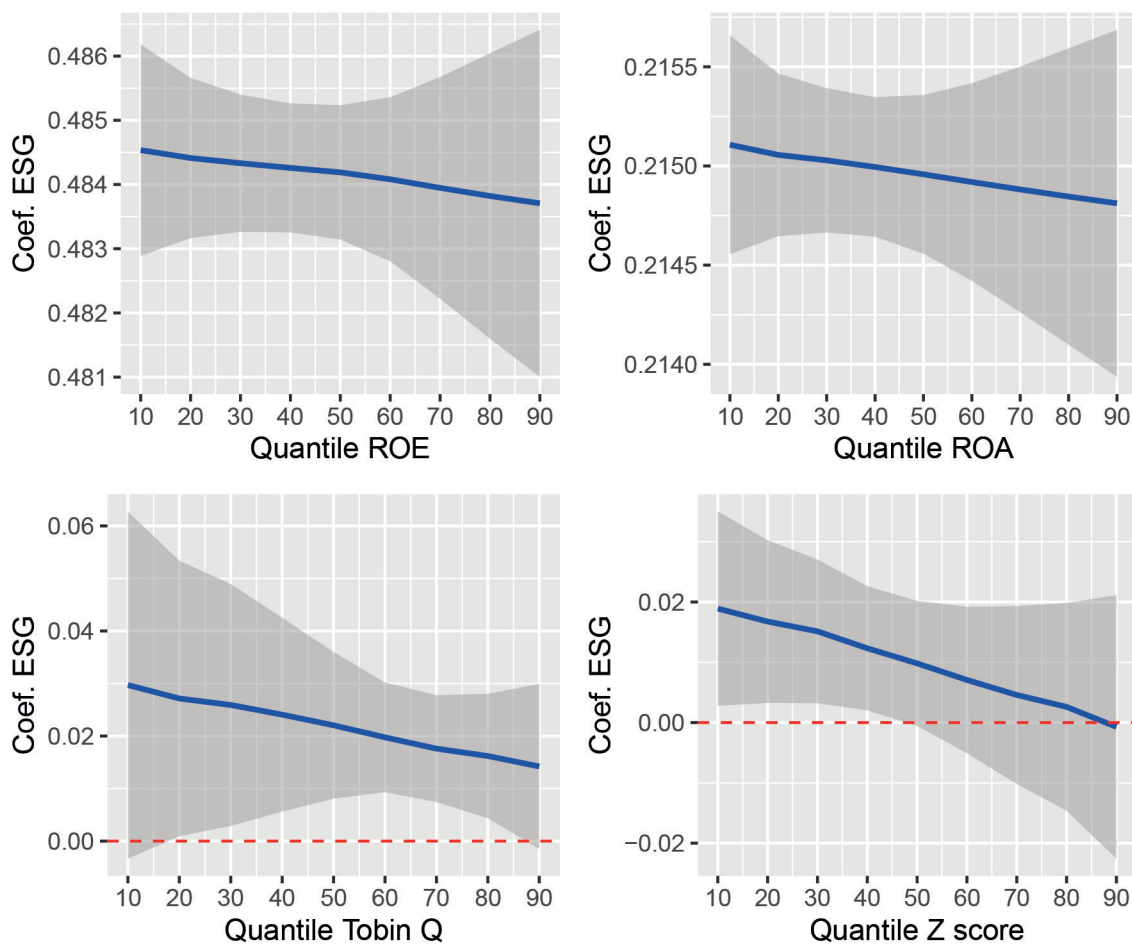 Coef. ESG
0.486
0.485
0.484
0.483
0.482
0.481
10 20 30 40 50 60 70 80 90
Quantile ROE
Coef. ESG
0.2155
0.2150
0.2145
0.2140
10 20 30 40 50 60 70 80 90
Quantile ROA
Coef. ESG
0.06
0.04
0.02
0.00
10 20 30 40 50 60 70 80 90
Quantile Tobin Q
Coef. ESG
0.02
0.00
−0.02
10 20 30 40 50 60 70 80 90
Quantile Z score